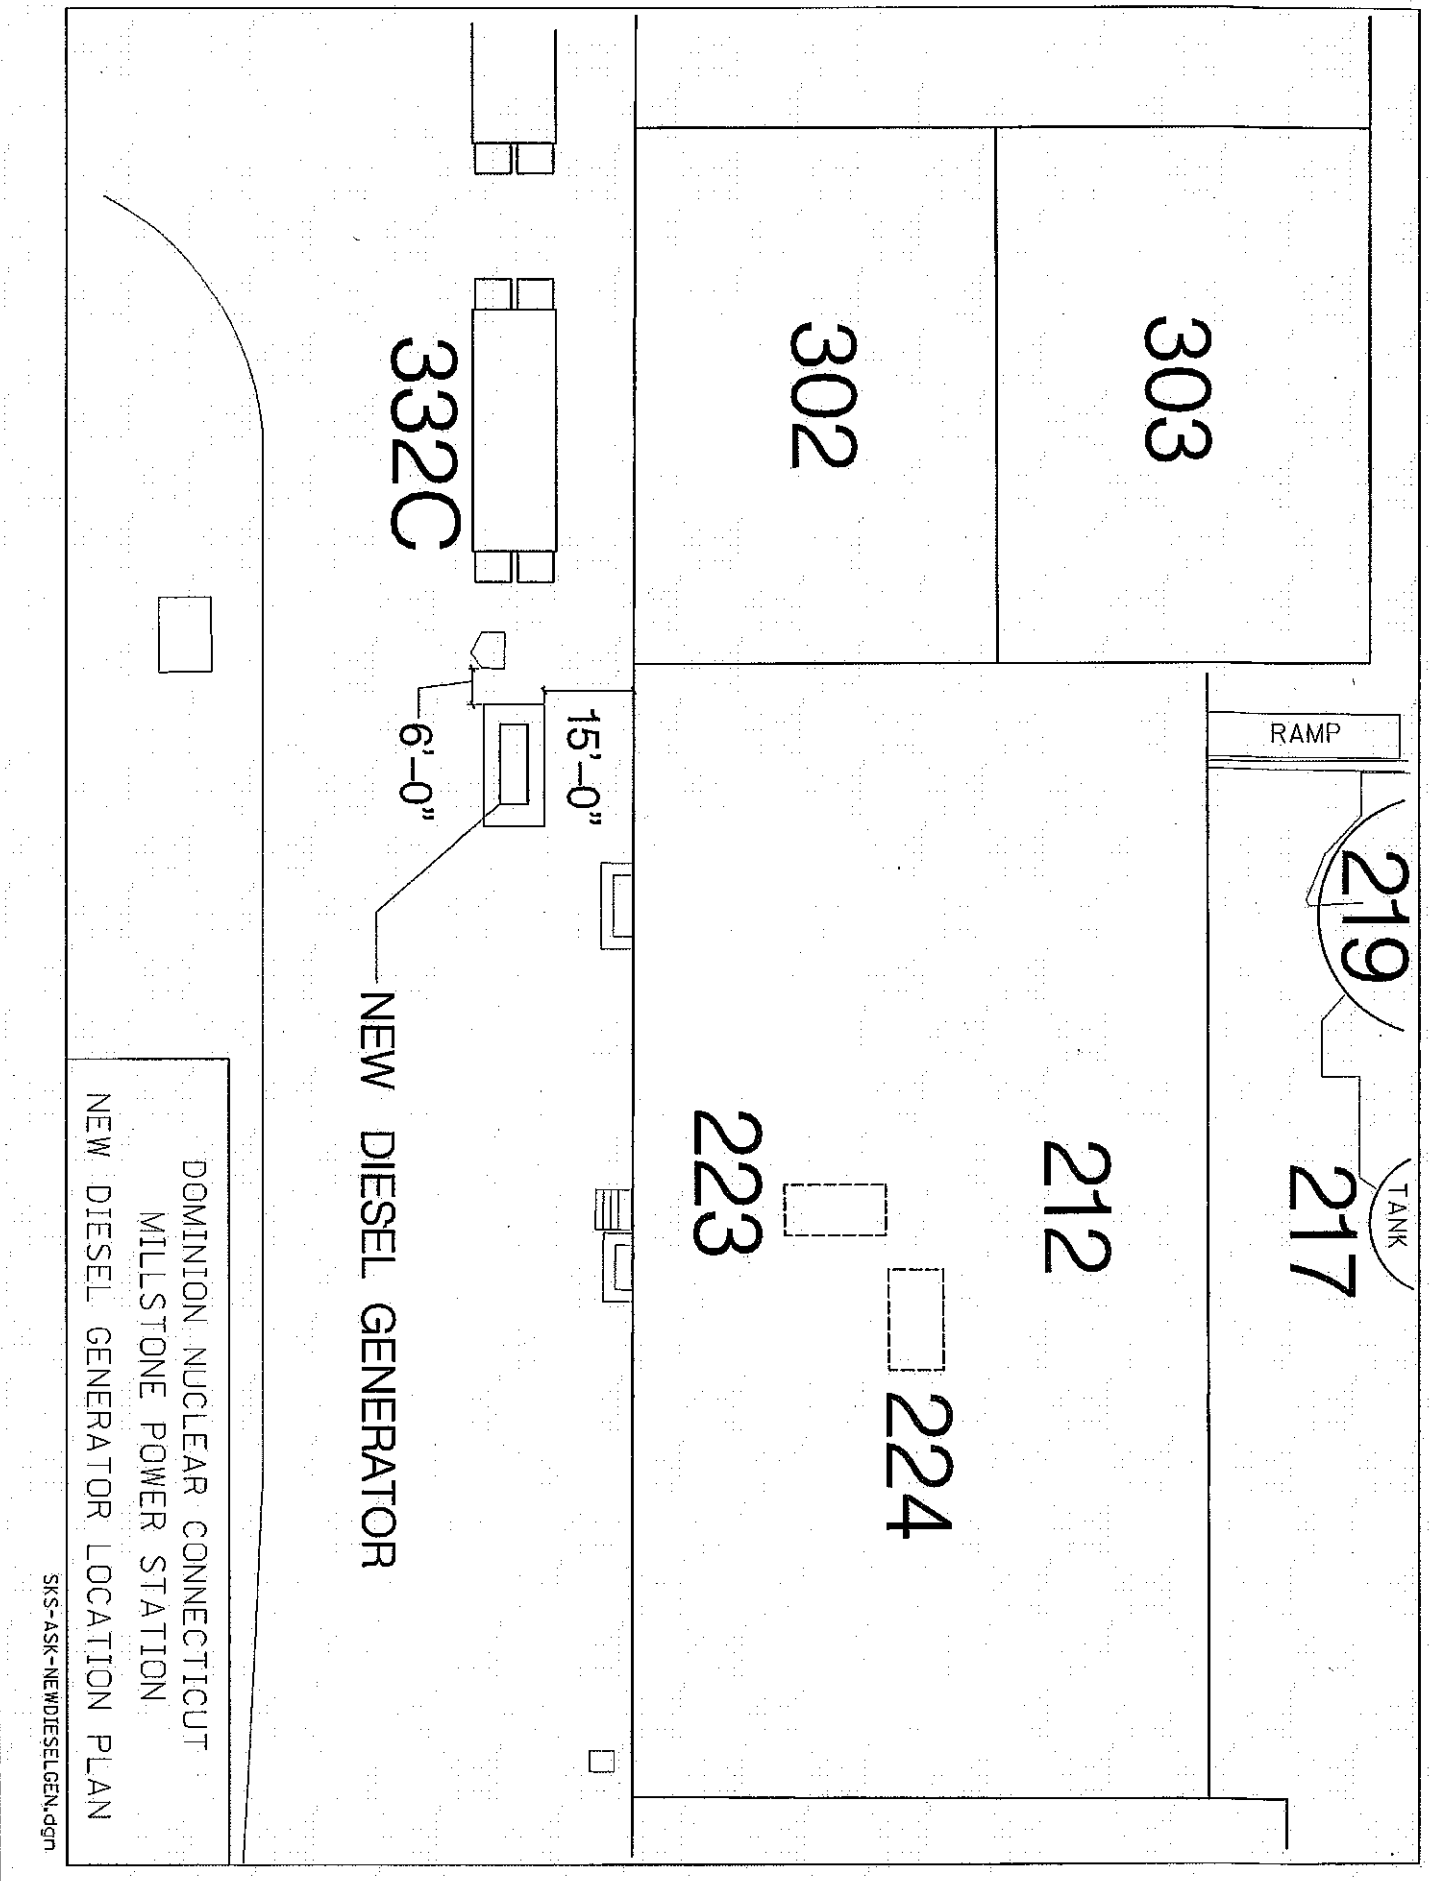 303
302
332C
RAMP
219
217
TANK
212
223
224
15'-0"
6'-0"
NEW DIESEL GENERATOR
DOMINION NUCLEAR CONNECTICUT
MILLSTONE POWER STATION
NEW DIESEL GENERATOR LOCATION PLAN
SKS-ASK-NEWDIESELGEN.dgn